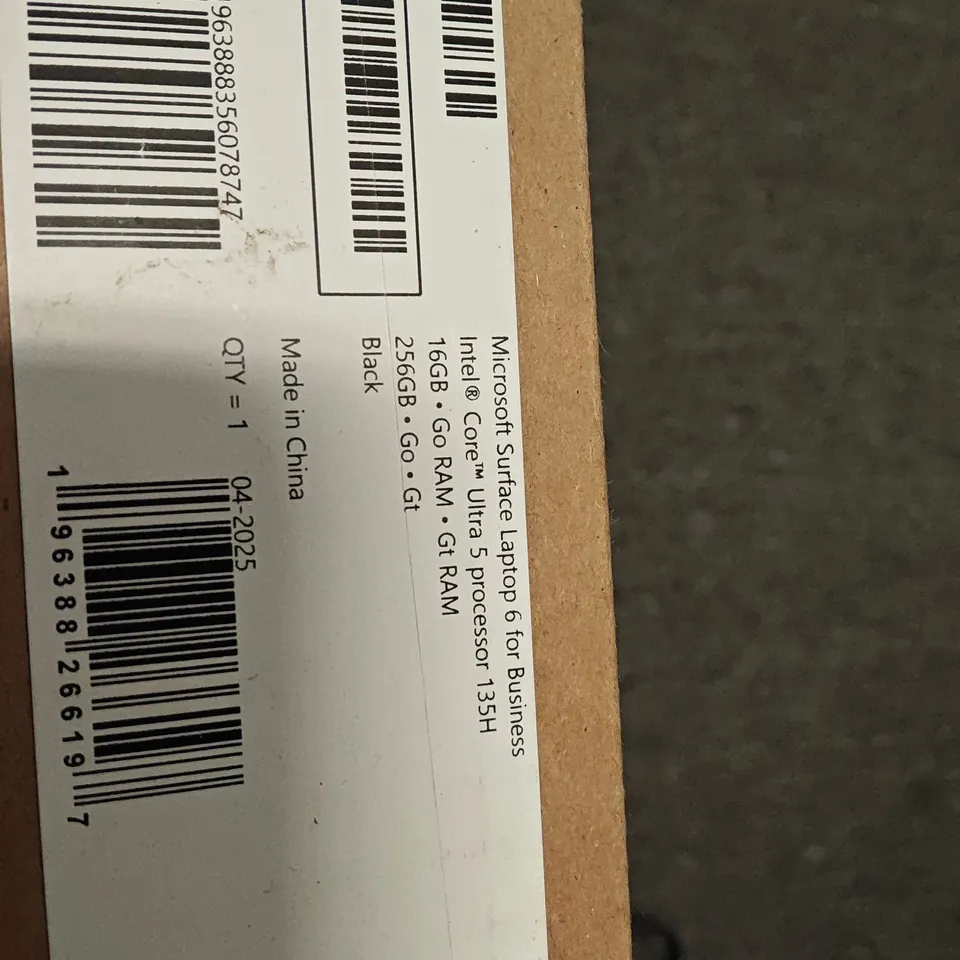 Microsoft Surface Laptop 6 for Business
Intel® Core™ Ultra 5 processor 135H
16GB • Go RAM • Gt RAM
256GB • Go • Gt
Black
Made in China
QTY = 1
04-2025
1 96388 26619 7